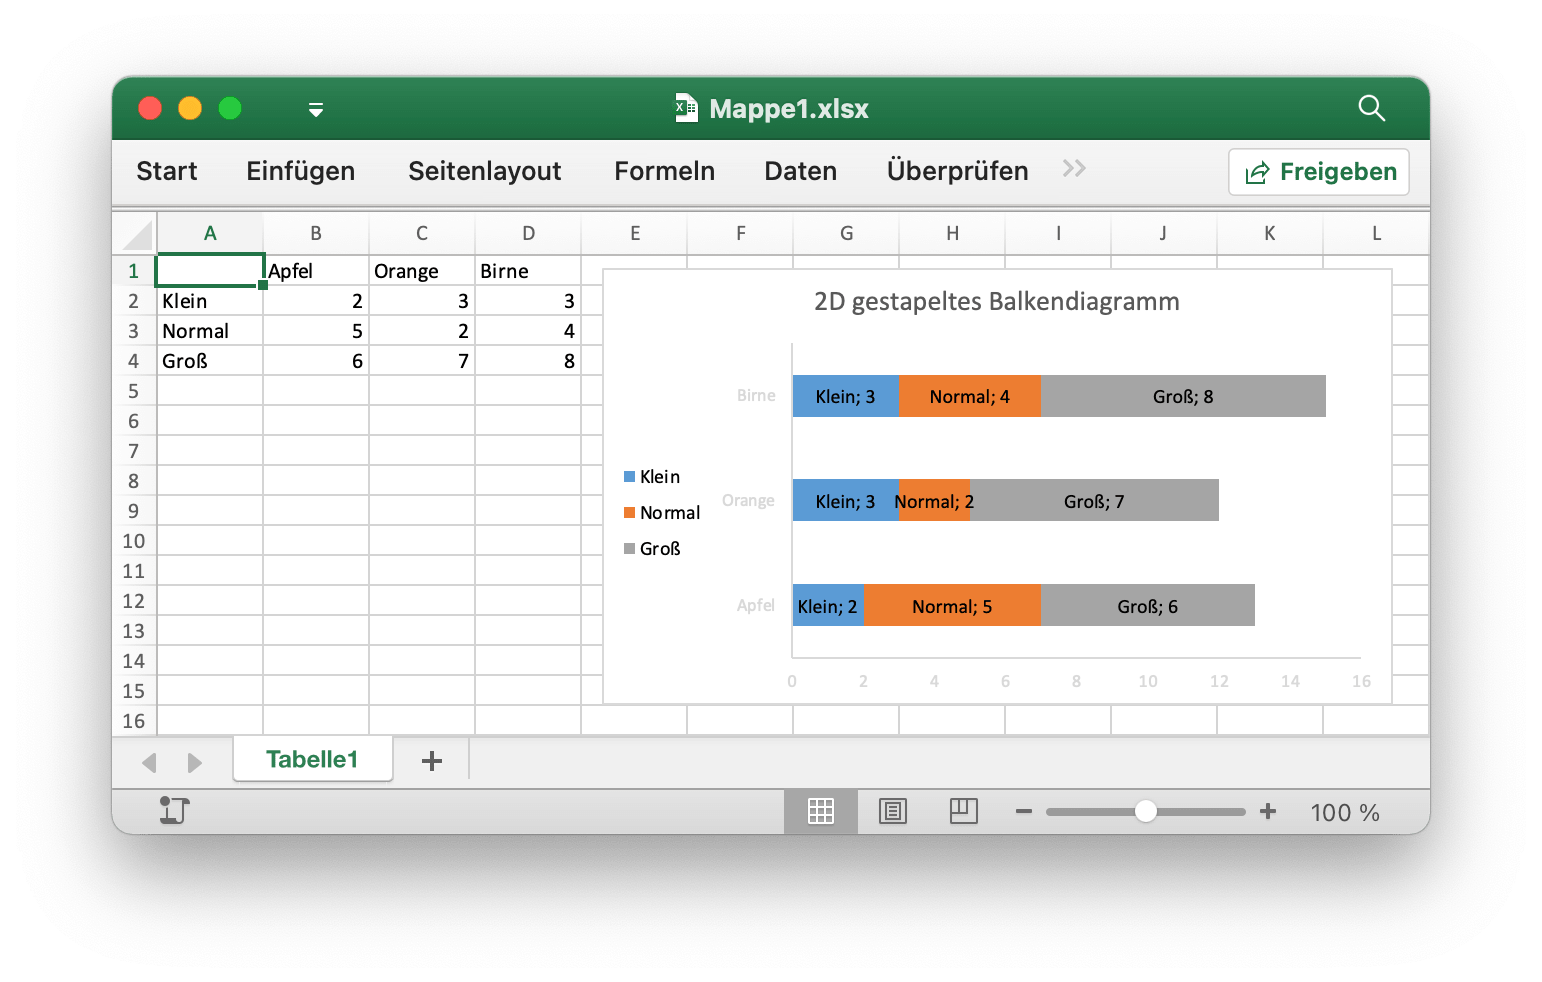 Mappe1.xlsx
Start Einfügen Seitenlayout Formeln Daten Überprüfen Freigeben
A B C D E F G H I J K L
1 Apfel Orange Birne
2 Klein 2 3 3
3 Normal 5 2 4
4 Groß 6 7 8
5
6
7
8
9
10
11
12
13
14
15
16
2D gestapeltes Balkendiagramm
Birne Klein; 3 Normal; 4 Groß; 8
Klein
Normal
Groß
Orange Klein; 3 Normal; 2 Groß; 7
Apfel Klein; 2 Normal; 5 Groß; 6
0 2 4 6 8 10 12 14 16
Tabelle1
100 %